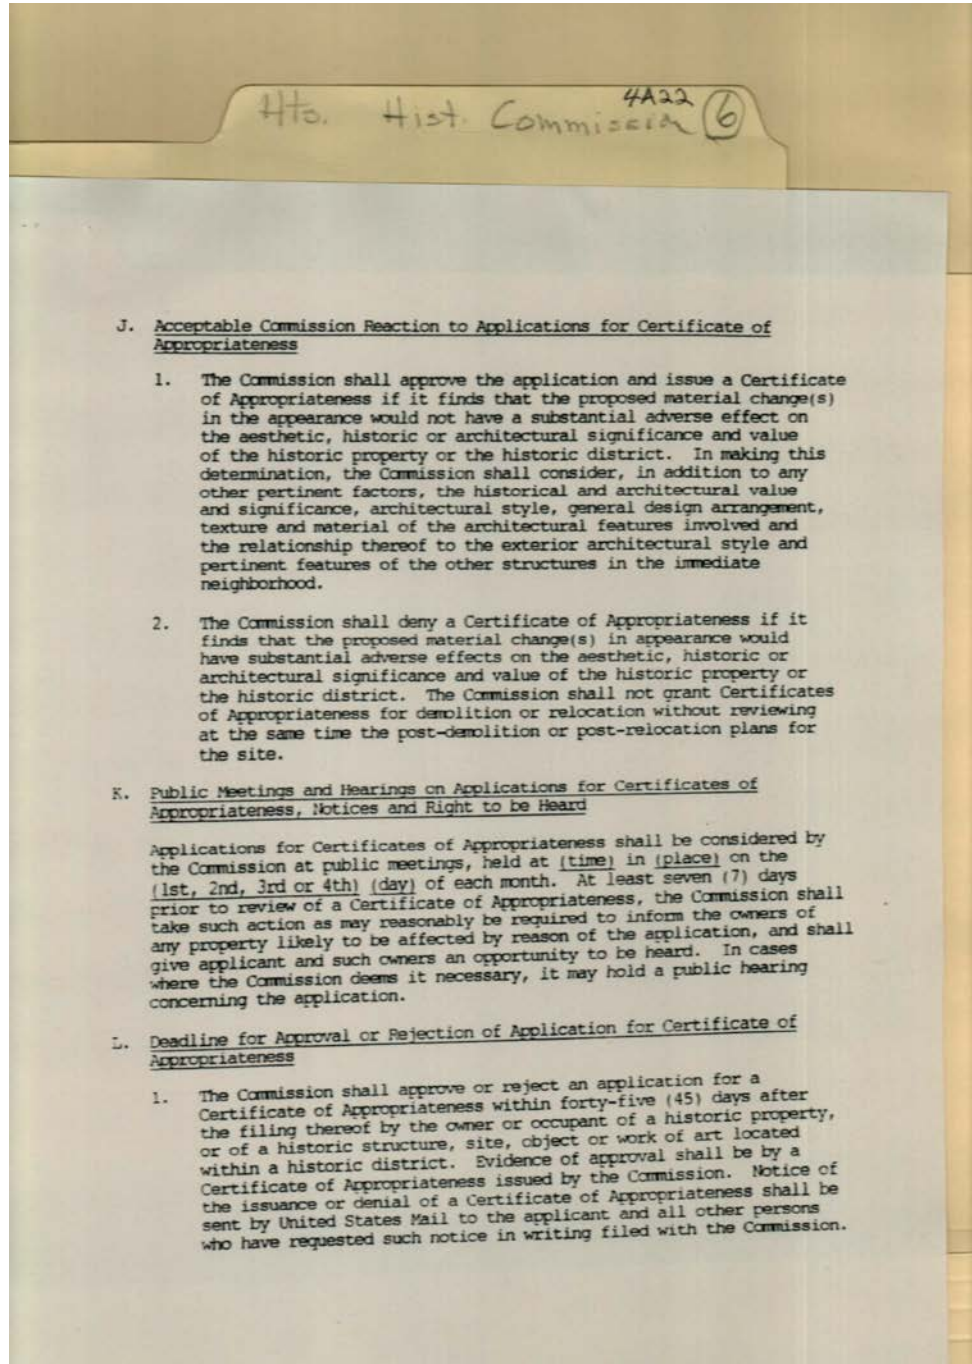 Hts. Hist. Commission 4A22 6
J. Acceptable Commission Reaction to Applications for Certificate of
Appropriateness
1. The Commission shall approve the application and issue a Certificate
of Appropriateness if it finds that the proposed material change(s)
in the appearance would not have a substantial adverse effect on
the aesthetic, historic or architectural significance and value
of the historic property or the historic district. In making this
determination, the Commission shall consider, in addition to any
other pertinent factors, the historical and architectural value
and significance, architectural style, general design arrangement,
texture and material of the architectural features involved and
the relationship thereof to the exterior architectural style and
pertinent features of the other structures in the immediate
neighborhood.
2. The Commission shall deny a Certificate of Appropriateness if it
finds that the proposed material change(s) in appearance would
have substantial adverse effects on the aesthetic, historic or
architectural significance and value of the historic property or
the historic district. The Commission shall not grant Certificates
of Appropriateness for demolition or relocation without reviewing
at the same time the post-demolition or post-relocation plans for
the site.
K. Public Meetings and Hearings on Applications for Certificates of
Appropriateness, Notices and Right to be Heard
Applications for Certificates of Appropriateness shall be considered by
the Commission at public meetings, held at (time) in (place) on the
(1st, 2nd, 3rd or 4th) (day) of each month. At least seven (7) days
prior to review of a Certificate of Appropriateness, the Commission shall
take such action as may reasonably be required to inform the owners of
any property likely to be affected by reason of the application, and shall
give applicant and such owners an opportunity to be heard. In cases
where the Commission deems it necessary, it may hold a public hearing
concerning the application.
L. Deadline for Approval or Rejection of Application for Certificate of
Appropriateness
1. The Commission shall approve or reject an application for a
Certificate of Appropriateness within forty-five (45) days after
the filing thereof by the owner or occupant of a historic property,
or of a historic structure, site, object or work of art located
within a historic district. Evidence of approval shall be by a
Certificate of Appropriateness issued by the Commission. Notice of
the issuance or denial of a Certificate of Appropriateness shall be
sent by United States Mail to the applicant and all other persons
who have requested such notice in writing filed with the Commission.